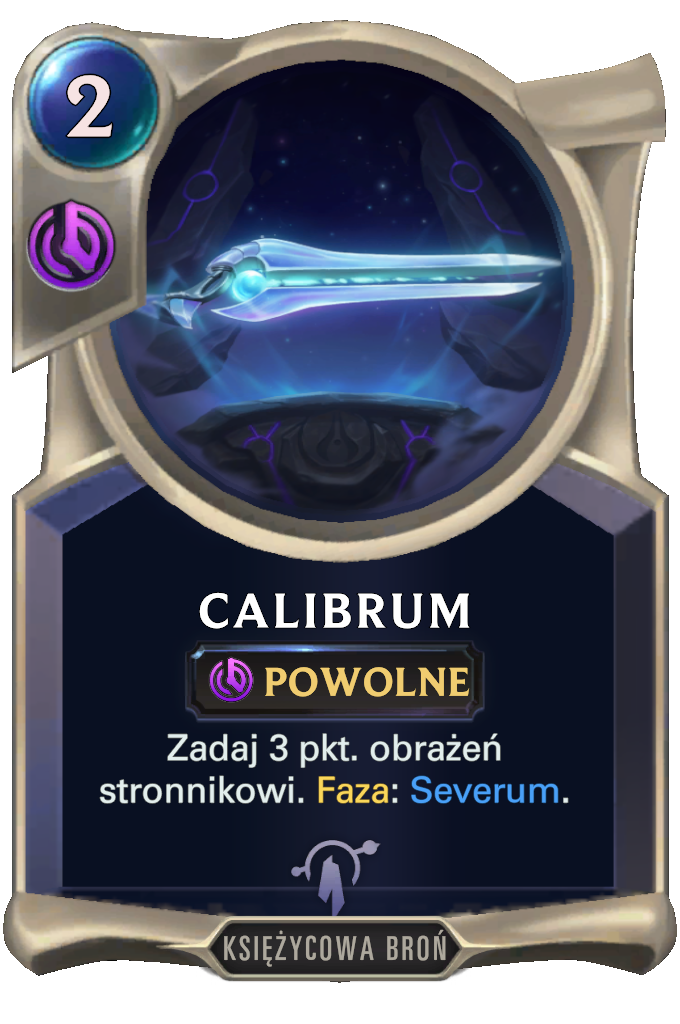 2
CALIBRUM
POWOLNE
Zadaj 3 pkt. obrażeń
stronnikowi. Faza: Severum.
KSIĘŻYCOWA BROŃ